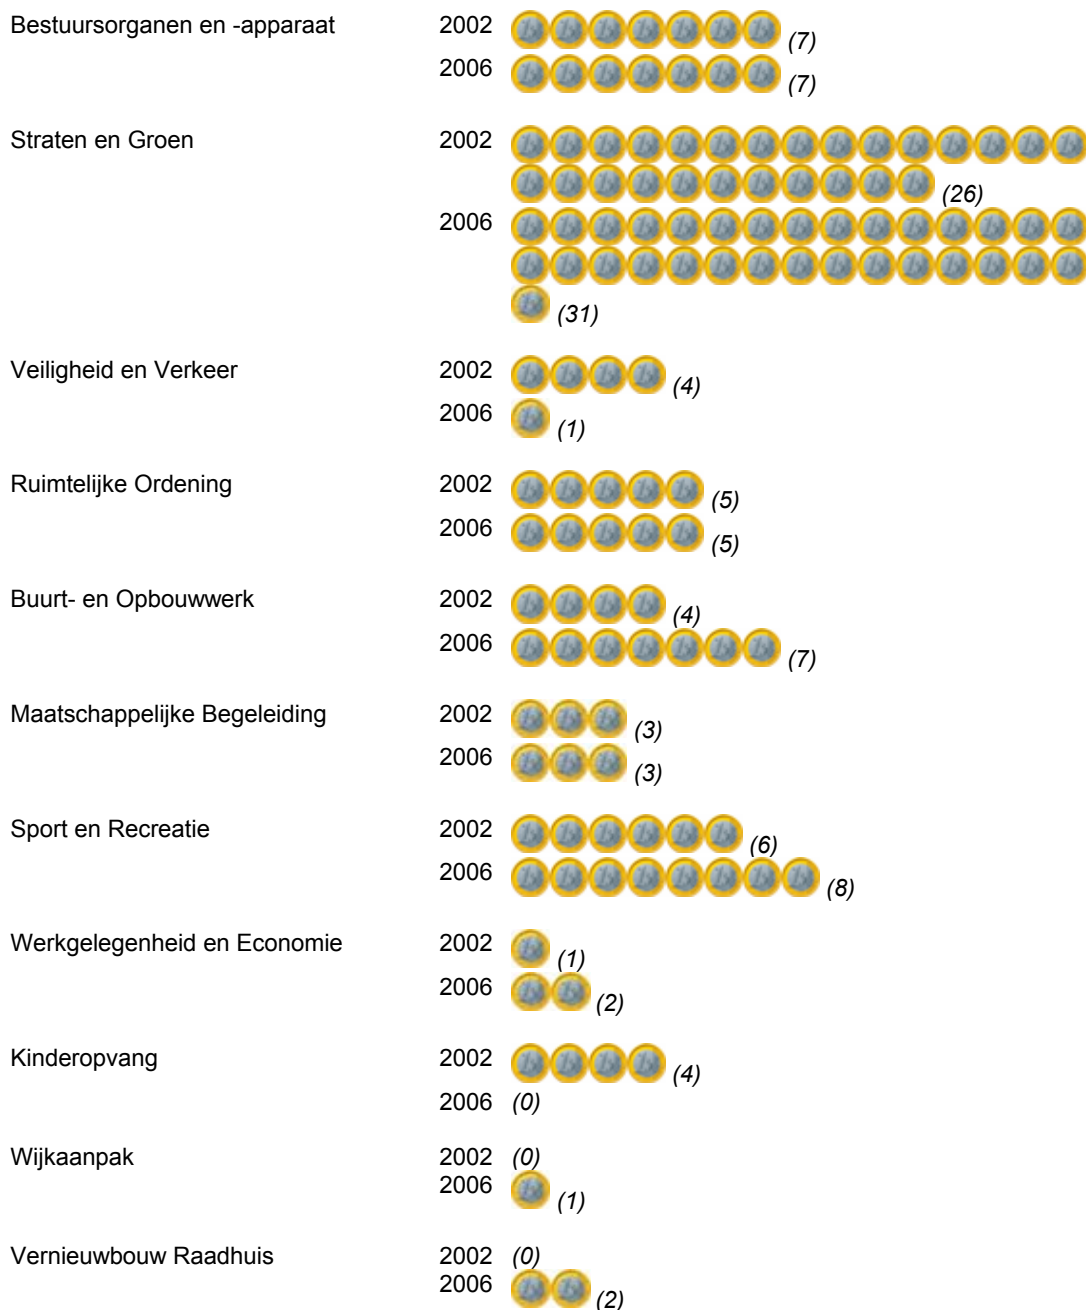 Bestuursorganen en -apparaat 2002 (7)
2006 (7)
Straten en Groen 2002
(26)
2006
(31)
Veiligheid en Verkeer 2002 (4)
2006 (1)
Ruimtelijke Ordening 2002 (5)
2006 (5)
Buurt- en Opbouwwerk 2002 (4)
2006 (7)
Maatschappelijke Begeleiding 2002 (3)
2006 (3)
Sport en Recreatie 2002 (6)
2006 (8)
Werkgelegenheid en Economie 2002 (1)
2006 (2)
Kinderopvang 2002 (4)
2006 (0)
Wijkaanpak 2002 (0)
2006 (1)
Vernieuwbouw Raadhuis 2002 (0)
2006 (2)